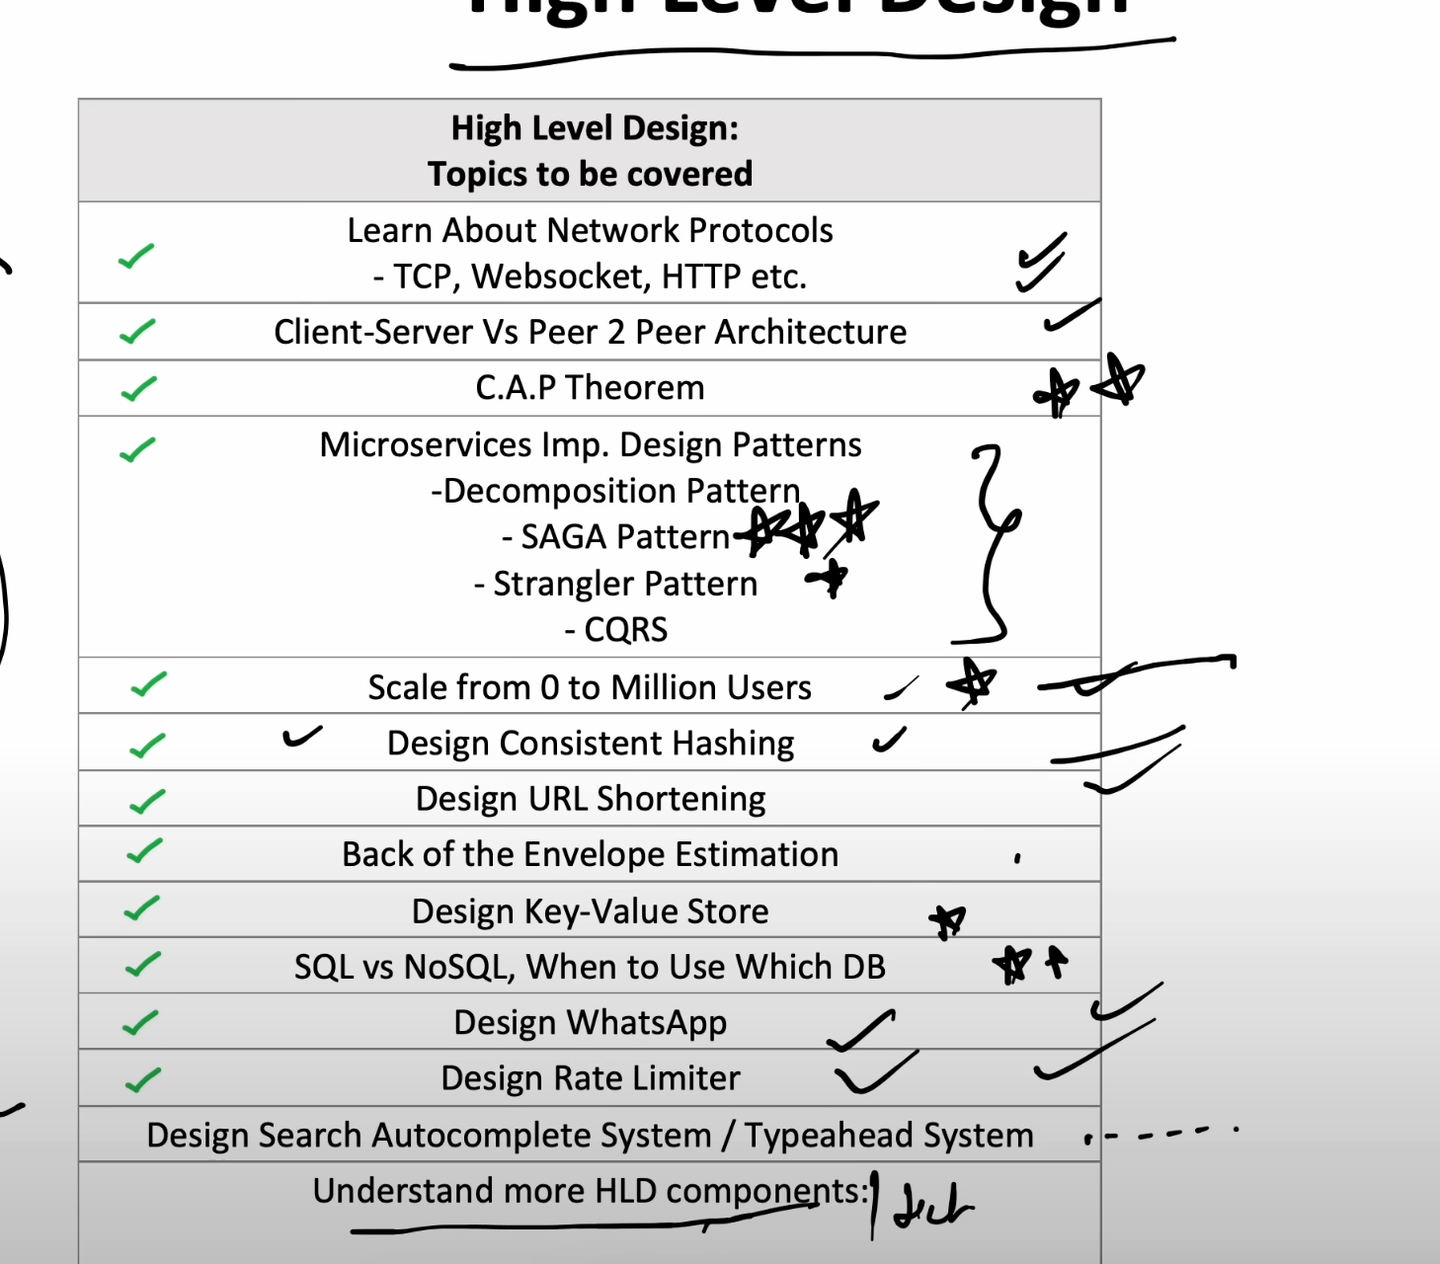 High Level Design
High Level Design:
Topics to be covered
Learn About Network Protocols
- TCP, Websocket, HTTP etc.
Client-Server Vs Peer 2 Peer Architecture
C.A.P Theorem
Microservices Imp. Design Patterns
-Decomposition Pattern
- SAGA Pattern
- Strangler Pattern
- CQRS
Scale from 0 to Million Users
Design Consistent Hashing
Design URL Shortening
Back of the Envelope Estimation
Design Key-Value Store
SQL vs NoSQL, When to Use Which DB
Design WhatsApp
Design Rate Limiter
Design Search Autocomplete System / Typeahead System
Understand more HLD components: